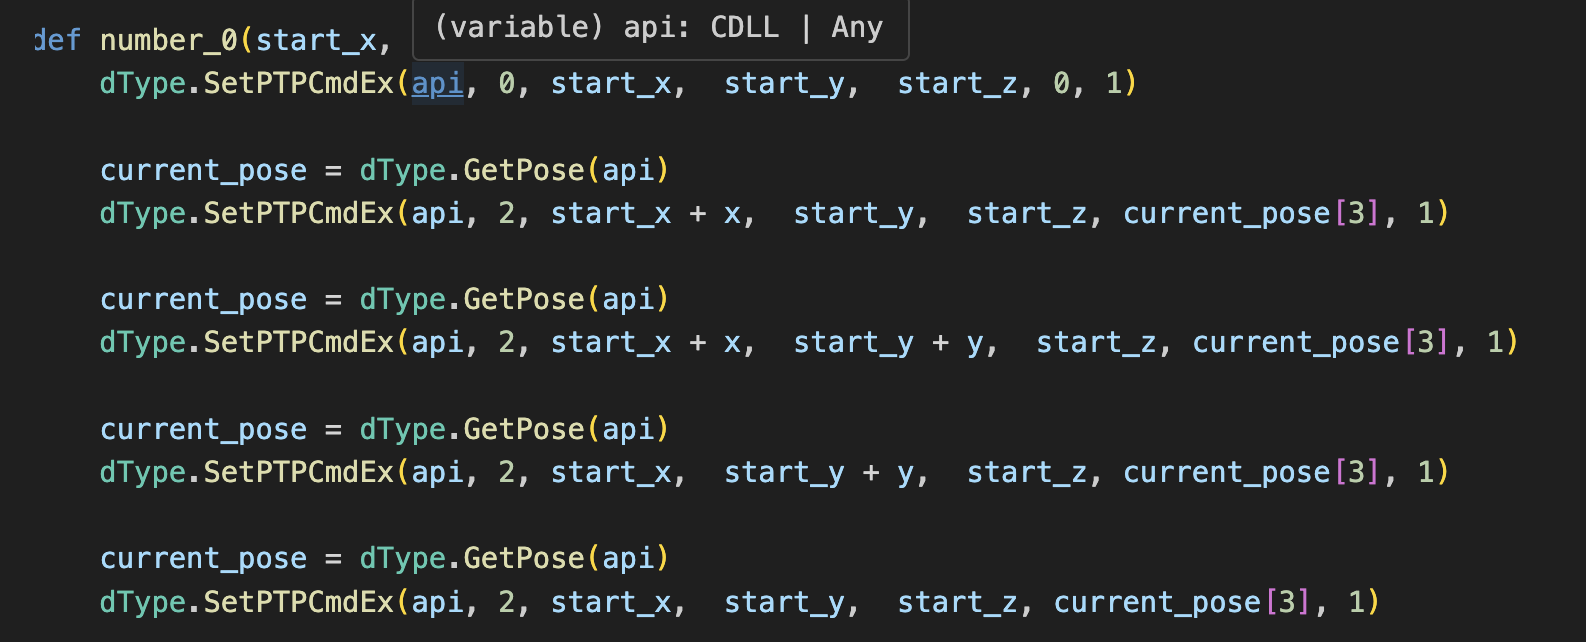 (variable) api: CDLL | Any
def number_0(start_x,
dType.SetPTPCmdEx(api, 0, start_x,  start_y,  start_z, 0, 1)
current_pose = dType.GetPose(api)
dType.SetPTPCmdEx(api, 2, start_x + x,  start_y,  start_z, current_pose[3], 1)
current_pose = dType.GetPose(api)
dType.SetPTPCmdEx(api, 2, start_x + x,  start_y + y,  start_z, current_pose[3], 1)
current_pose = dType.GetPose(api)
dType.SetPTPCmdEx(api, 2, start_x,  start_y + y,  start_z, current_pose[3], 1)
current_pose = dType.GetPose(api)
dType.SetPTPCmdEx(api, 2, start_x,  start_y,  start_z, current_pose[3], 1)